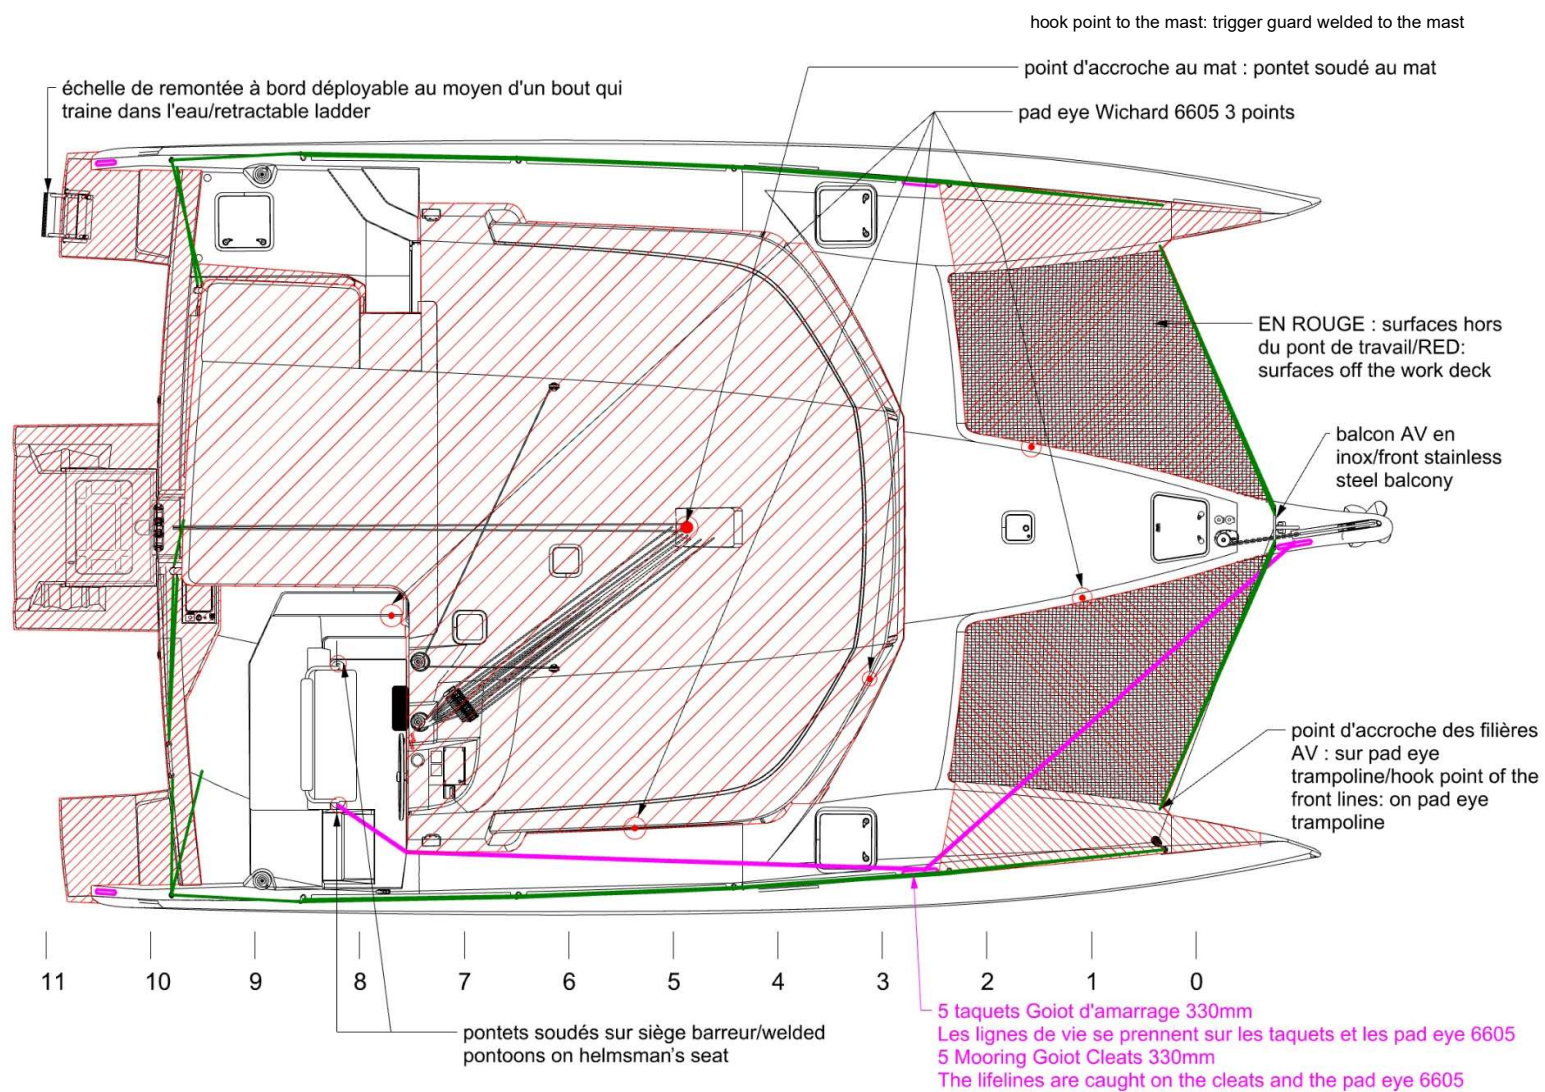 hook point to the mast: trigger guard welded to the mast
point d'accroche au mat : pontet soudé au mat
échelle de remontée à bord déployable au moyen d'un bout qui
traine dans l'eau/retractable ladder
pad eye Wichard 6605 3 points
EN ROUGE : surfaces hors
du pont de travail/RED:
surfaces off the work deck
balcon AV en
inox/front stainless
steel balcony
point d'accroche des filières
AV : sur pad eye
trampoline/hook point of the
front lines: on pad eye
trampoline
11 10 9 8 7 6 5 4 3 2 1 0
pontets soudés sur siège barreur/welded
pontoons on helmsman's seat
5 taquets Goiot d'amarrage 330mm
Les lignes de vie se prennent sur les taquets et les pad eye 6605
5 Mooring Goiot Cleats 330mm
The lifelines are caught on the cleats and the pad eye 6605